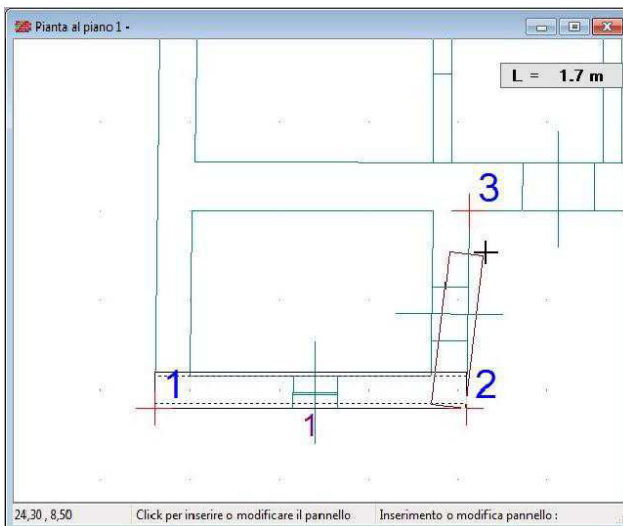 Pianta al piano 1 -
L = 1.7 m
3
1
2
1
24,30 , 8,50
Click per inserire o modificare il pannello
Inserimento o modifica pannello :